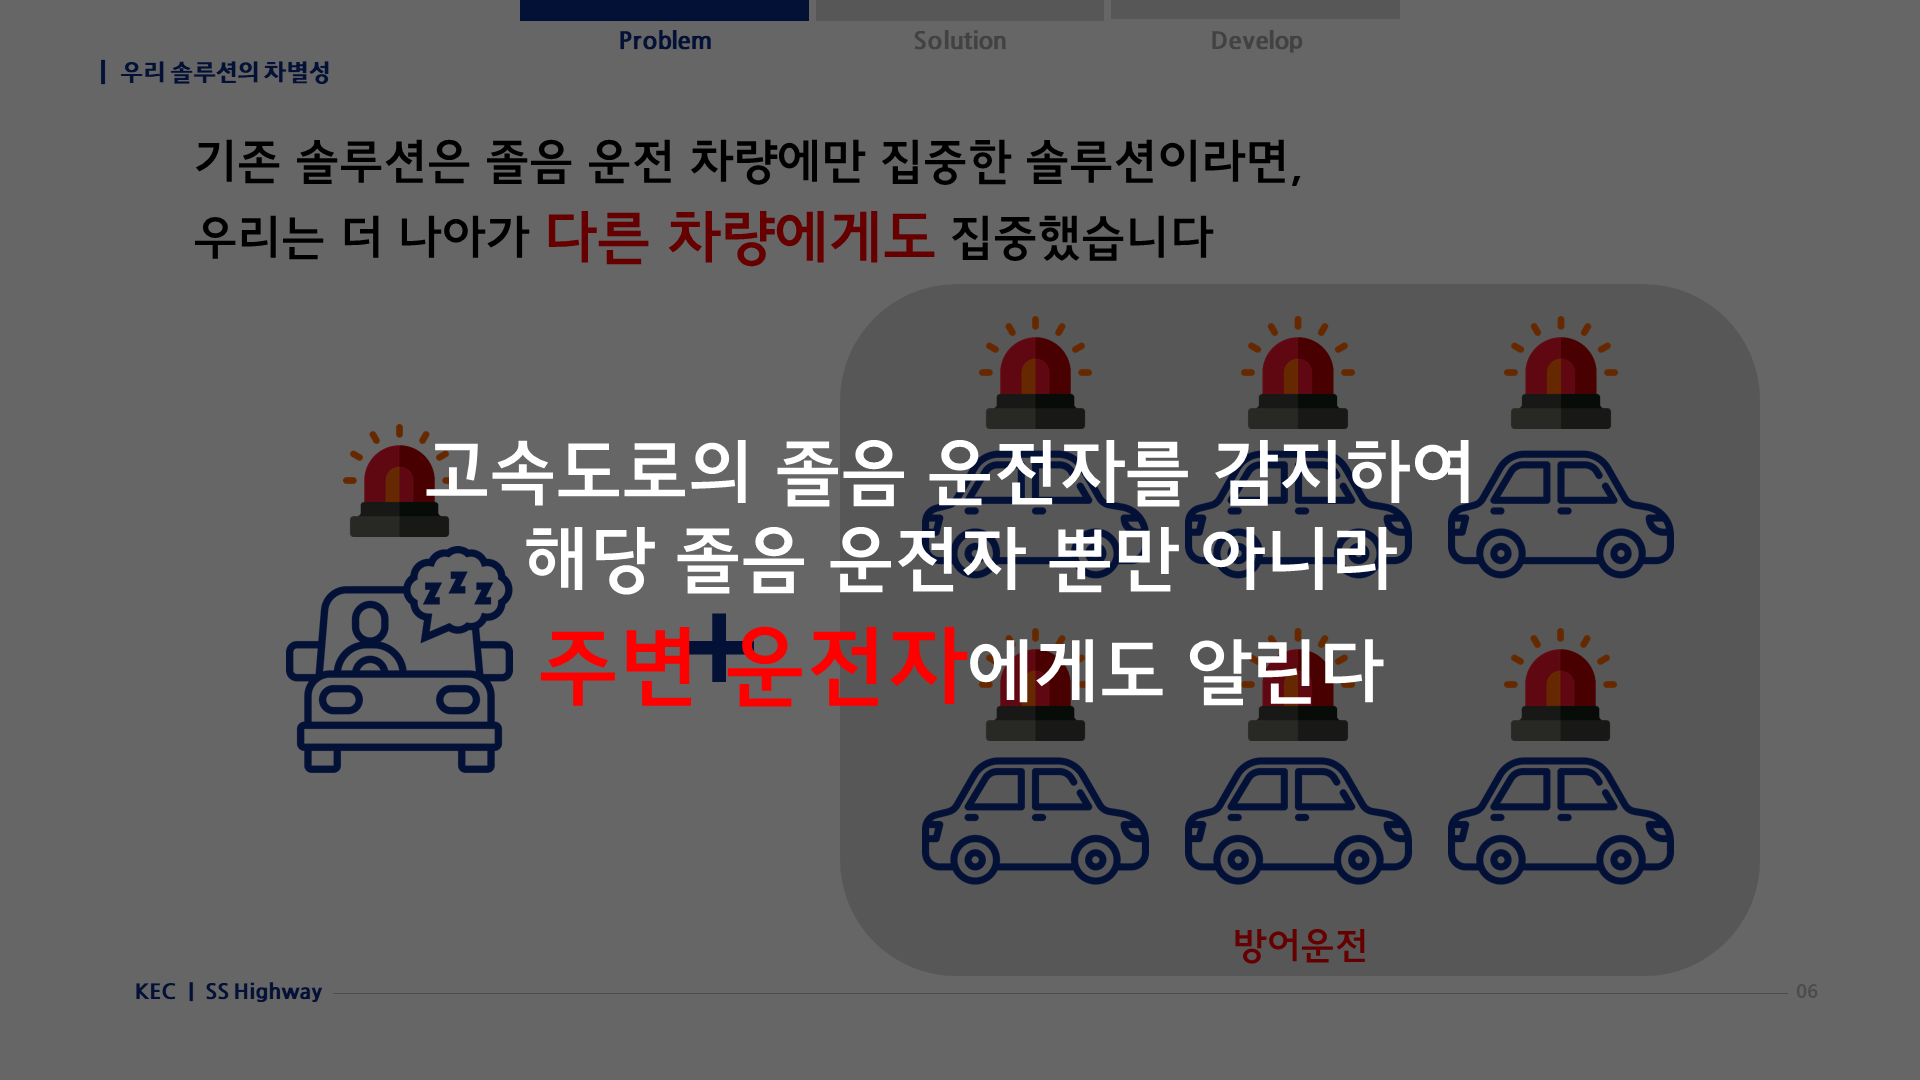 Problem
Solution
Develop
| 우리 솔루션의 차별성
기존 솔루션은 졸음 운전 차량에만 집중한 솔루션이라면,
우리는 더 나아가 다른 차량에게도 집중했습니다
고속도로의 졸음 운전자를 감지하여
해당 졸음 운전자 뿐만 아니라
주변 운전자에게도 알린다
z z z
+
방어운전
KEC | SS Highway
06